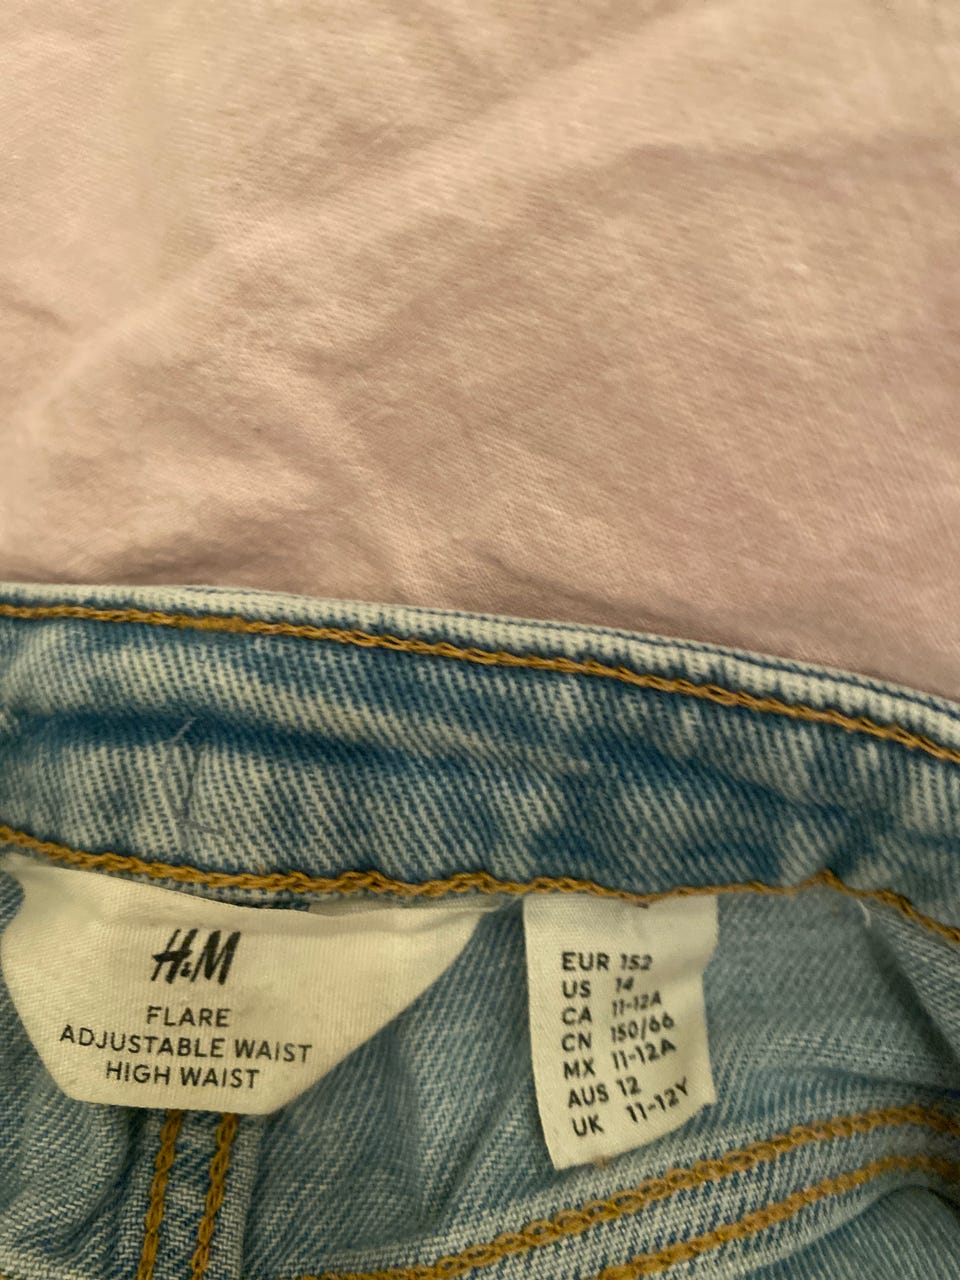 H&M
FLARE
ADJUSTABLE WAIST
HIGH WAIST
EUR 152
US 14
CA 11-12A
CN 150/66
MX 11-12A
AUS 12
UK 11-12Y